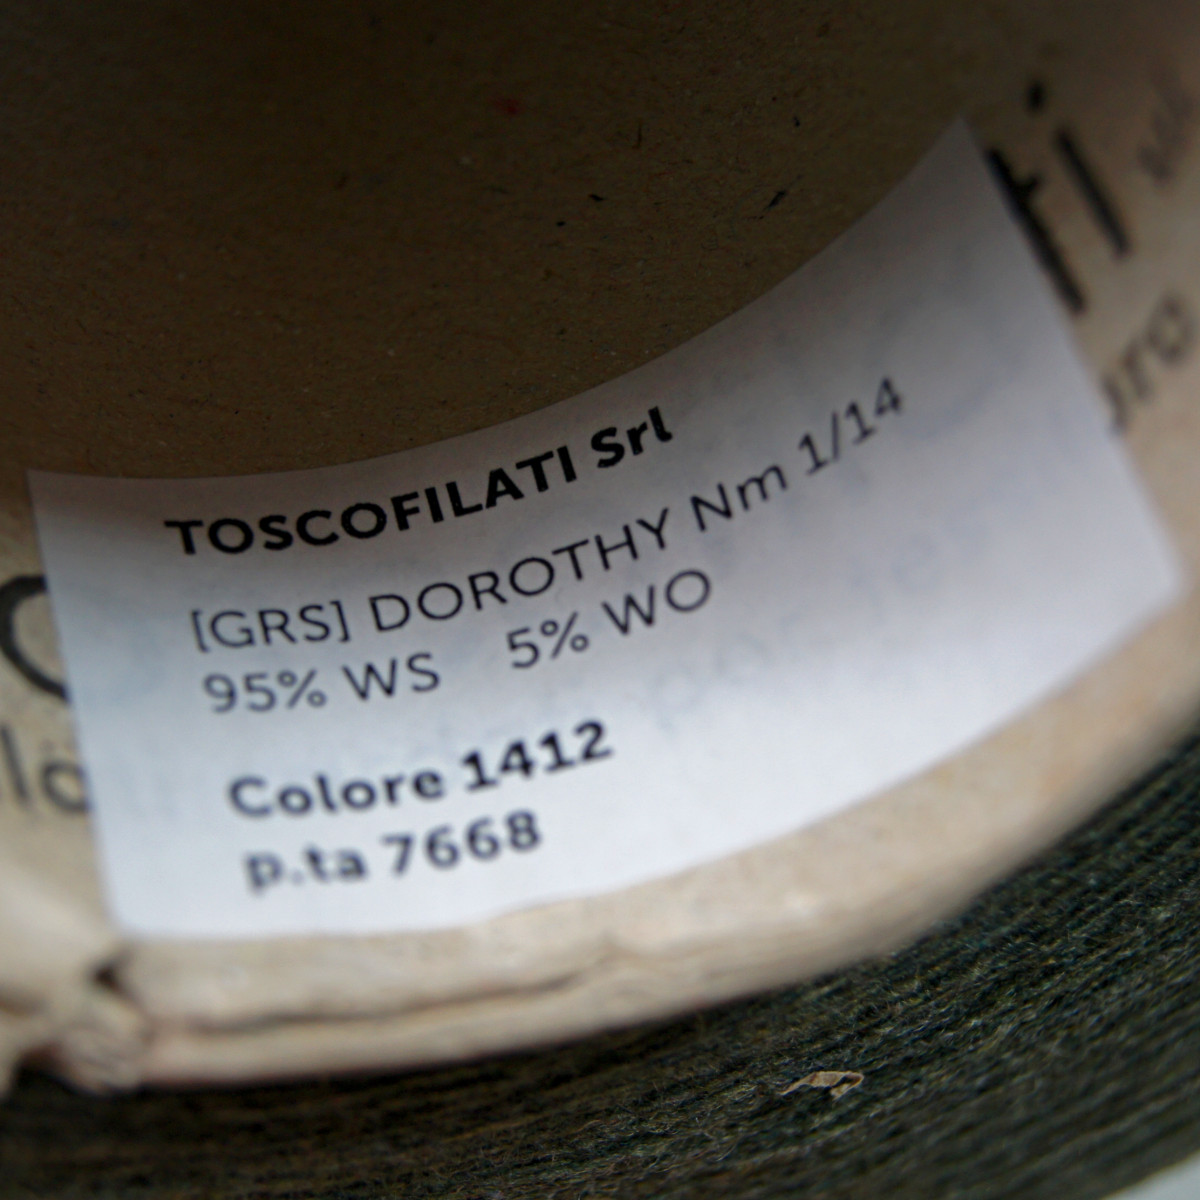 TOSCOFILATI Srl
[GRS] DOROTHY Nm 1/14
95% WS 5% WO
Colore 1412
p.ta 7668